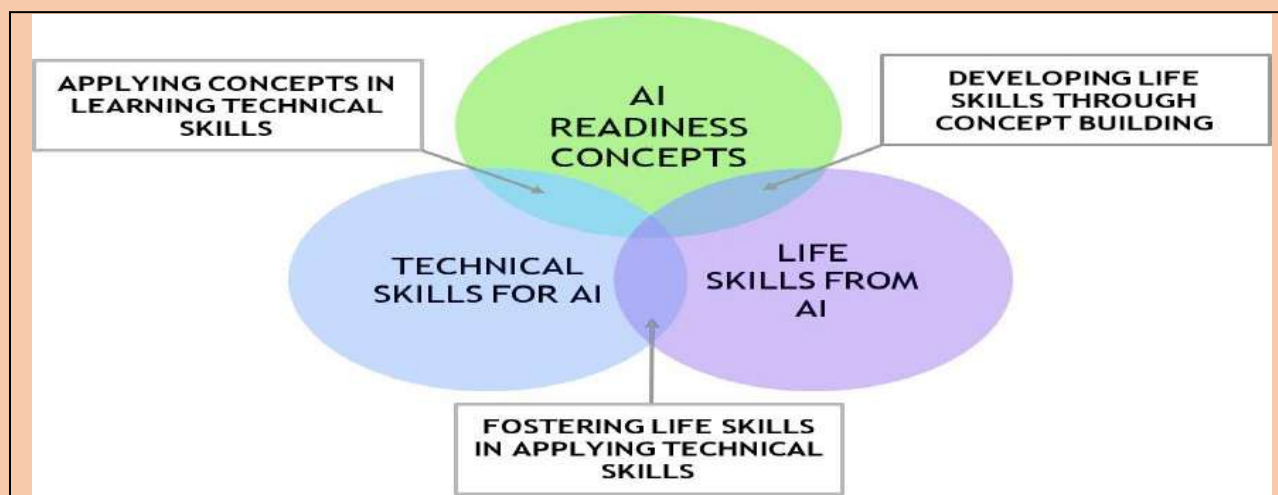 APPLYING CONCEPTS IN
LEARNING TECHNICAL
SKILLS
AI
READINESS
CONCEPTS
DEVELOPING LIFE
SKILLS THROUGH
CONCEPT BUILDING
TECHNICAL
SKILLS FOR AI
LIFE
SKILLS FROM
AI
FOSTERING LIFE SKILLS
IN APPLYING TECHNICAL
SKILLS